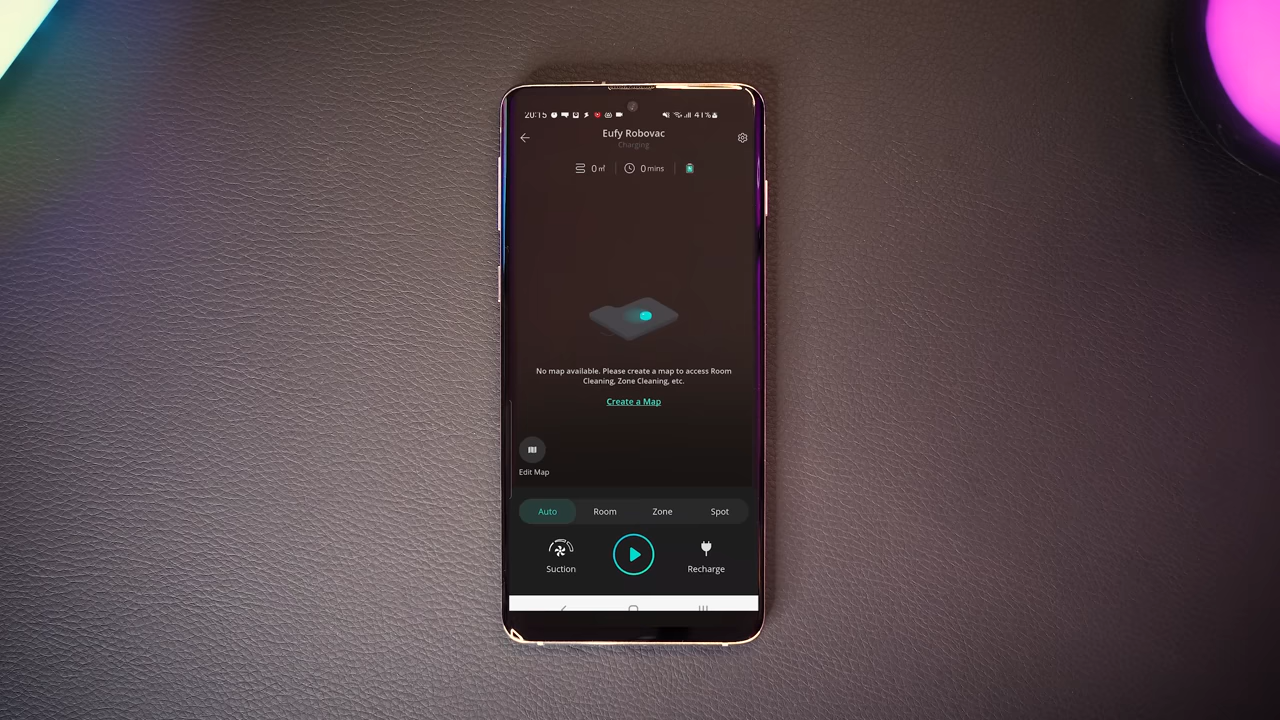 20:15 41%
Eufy Robovac
Charging
0 ㎡ 0 mins
No map available. Please create a map to access Room
Cleaning, Zone Cleaning, etc.
Create a Map
Edit Map
Auto Room Zone Spot
Suction Recharge